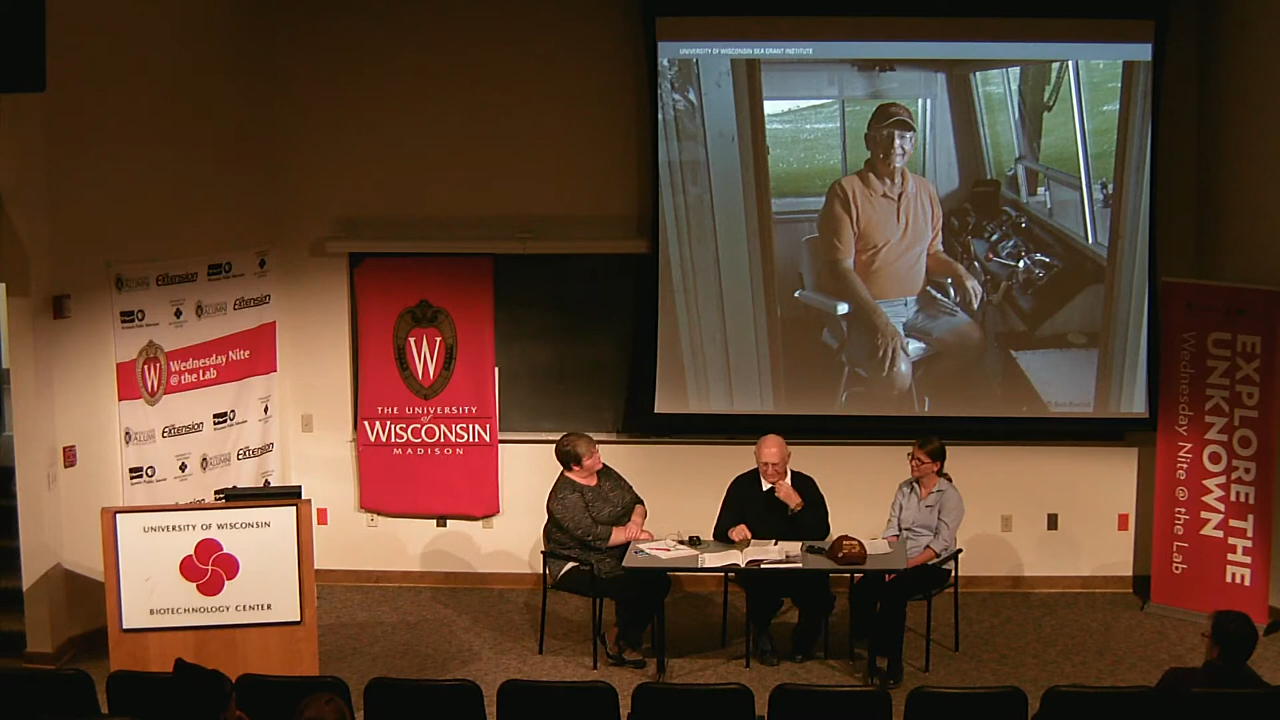 UNIVERSITY OF WISCONSIN SEA GRANT INSTITUTE
Extension
Extension
Wednesday Nite
@ the Lab
Extension
Extension
W
W
THE UNIVERSITY
of
WISCONSIN
MADISON
UNIVERSITY OF WISCONSIN
BIOTECHNOLOGY CENTER
EXPLORE THE
UNKNOWN
Wednesday Nite @ the Lab